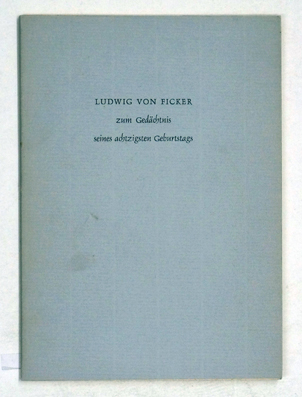 LUDWIG VON FICKER
zum Gedächtnis
seines achtzigsten Geburtstags